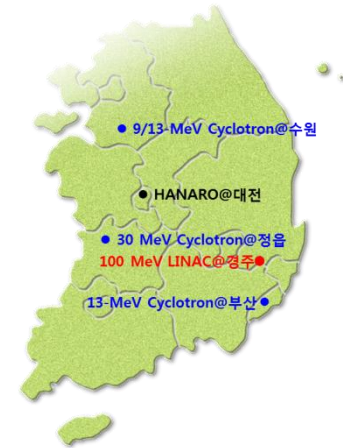 9/13-MeV Cyclotron@수원
HANARO@대전
30 MeV Cyclotron@정읍
100 MeV LINAC@경주
13-MeV Cyclotron@부산